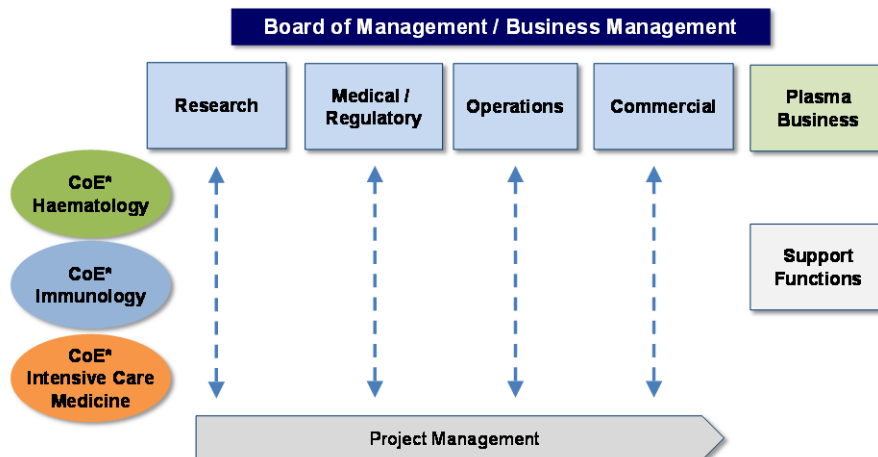 Board of Management / Business Management
Research
Medical /
Regulatory
Operations
Commercial
Plasma
Business
CoE*
Haematology
CoE*
Immunology
Support
Functions
CoE*
Intensive Care
Medicine
Project Management